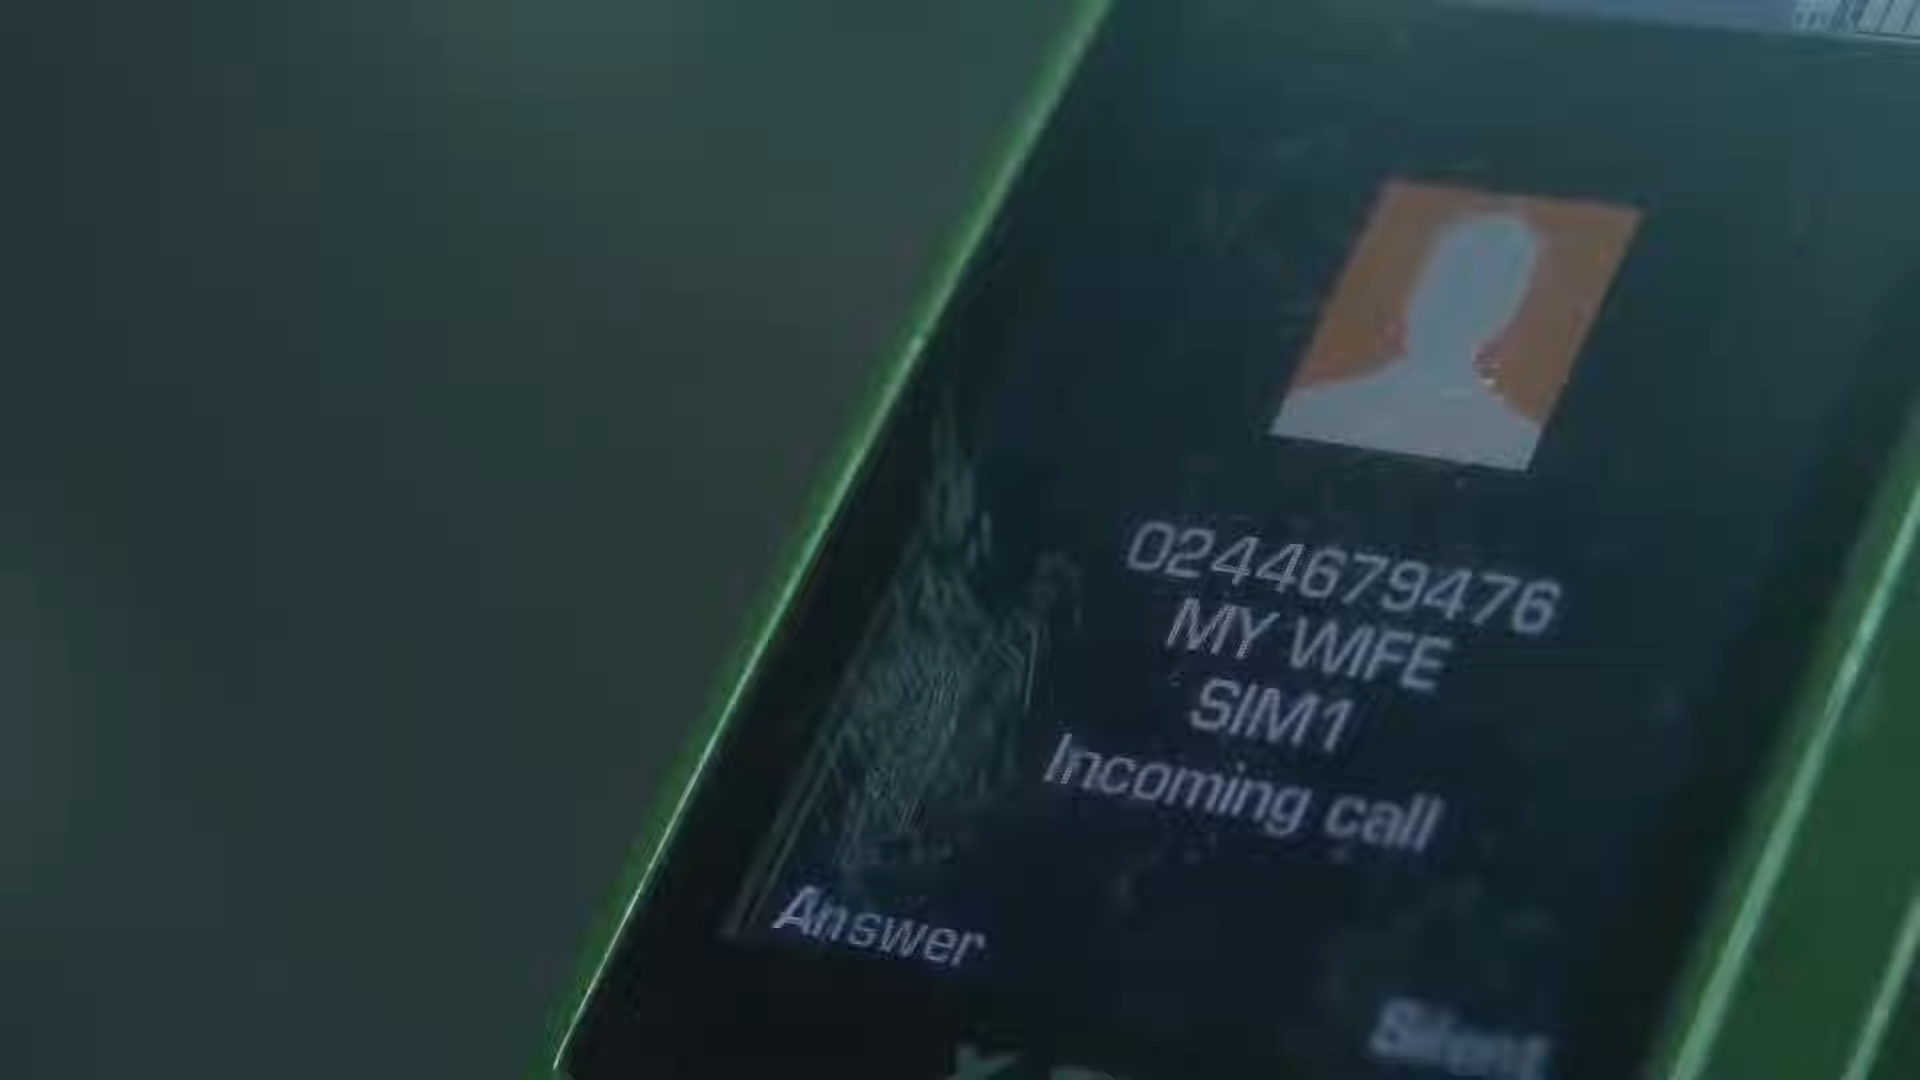 0244679476
MY WIFE
SIM1
Incoming call
Answer
Silent